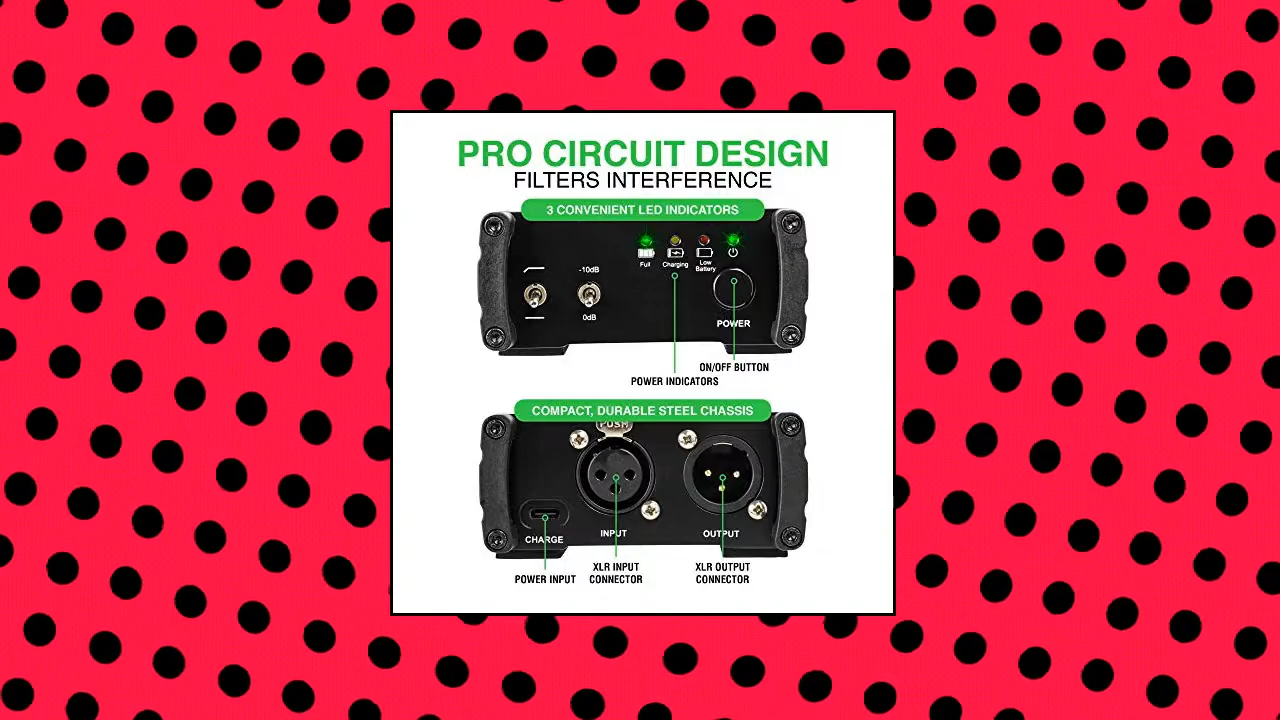 PRO CIRCUIT DESIGN
FILTERS INTERFERENCE
3 CONVENIENT LED INDICATORS
Full
Charging
Low
Battery
-10dB
0dB
POWER
ON/OFF BUTTON
POWER INDICATORS
COMPACT, DURABLE STEEL CHASSIS
PUSH
CHARGE
INPUT
OUTPUT
POWER INPUT
XLR INPUT
CONNECTOR
XLR OUTPUT
CONNECTOR